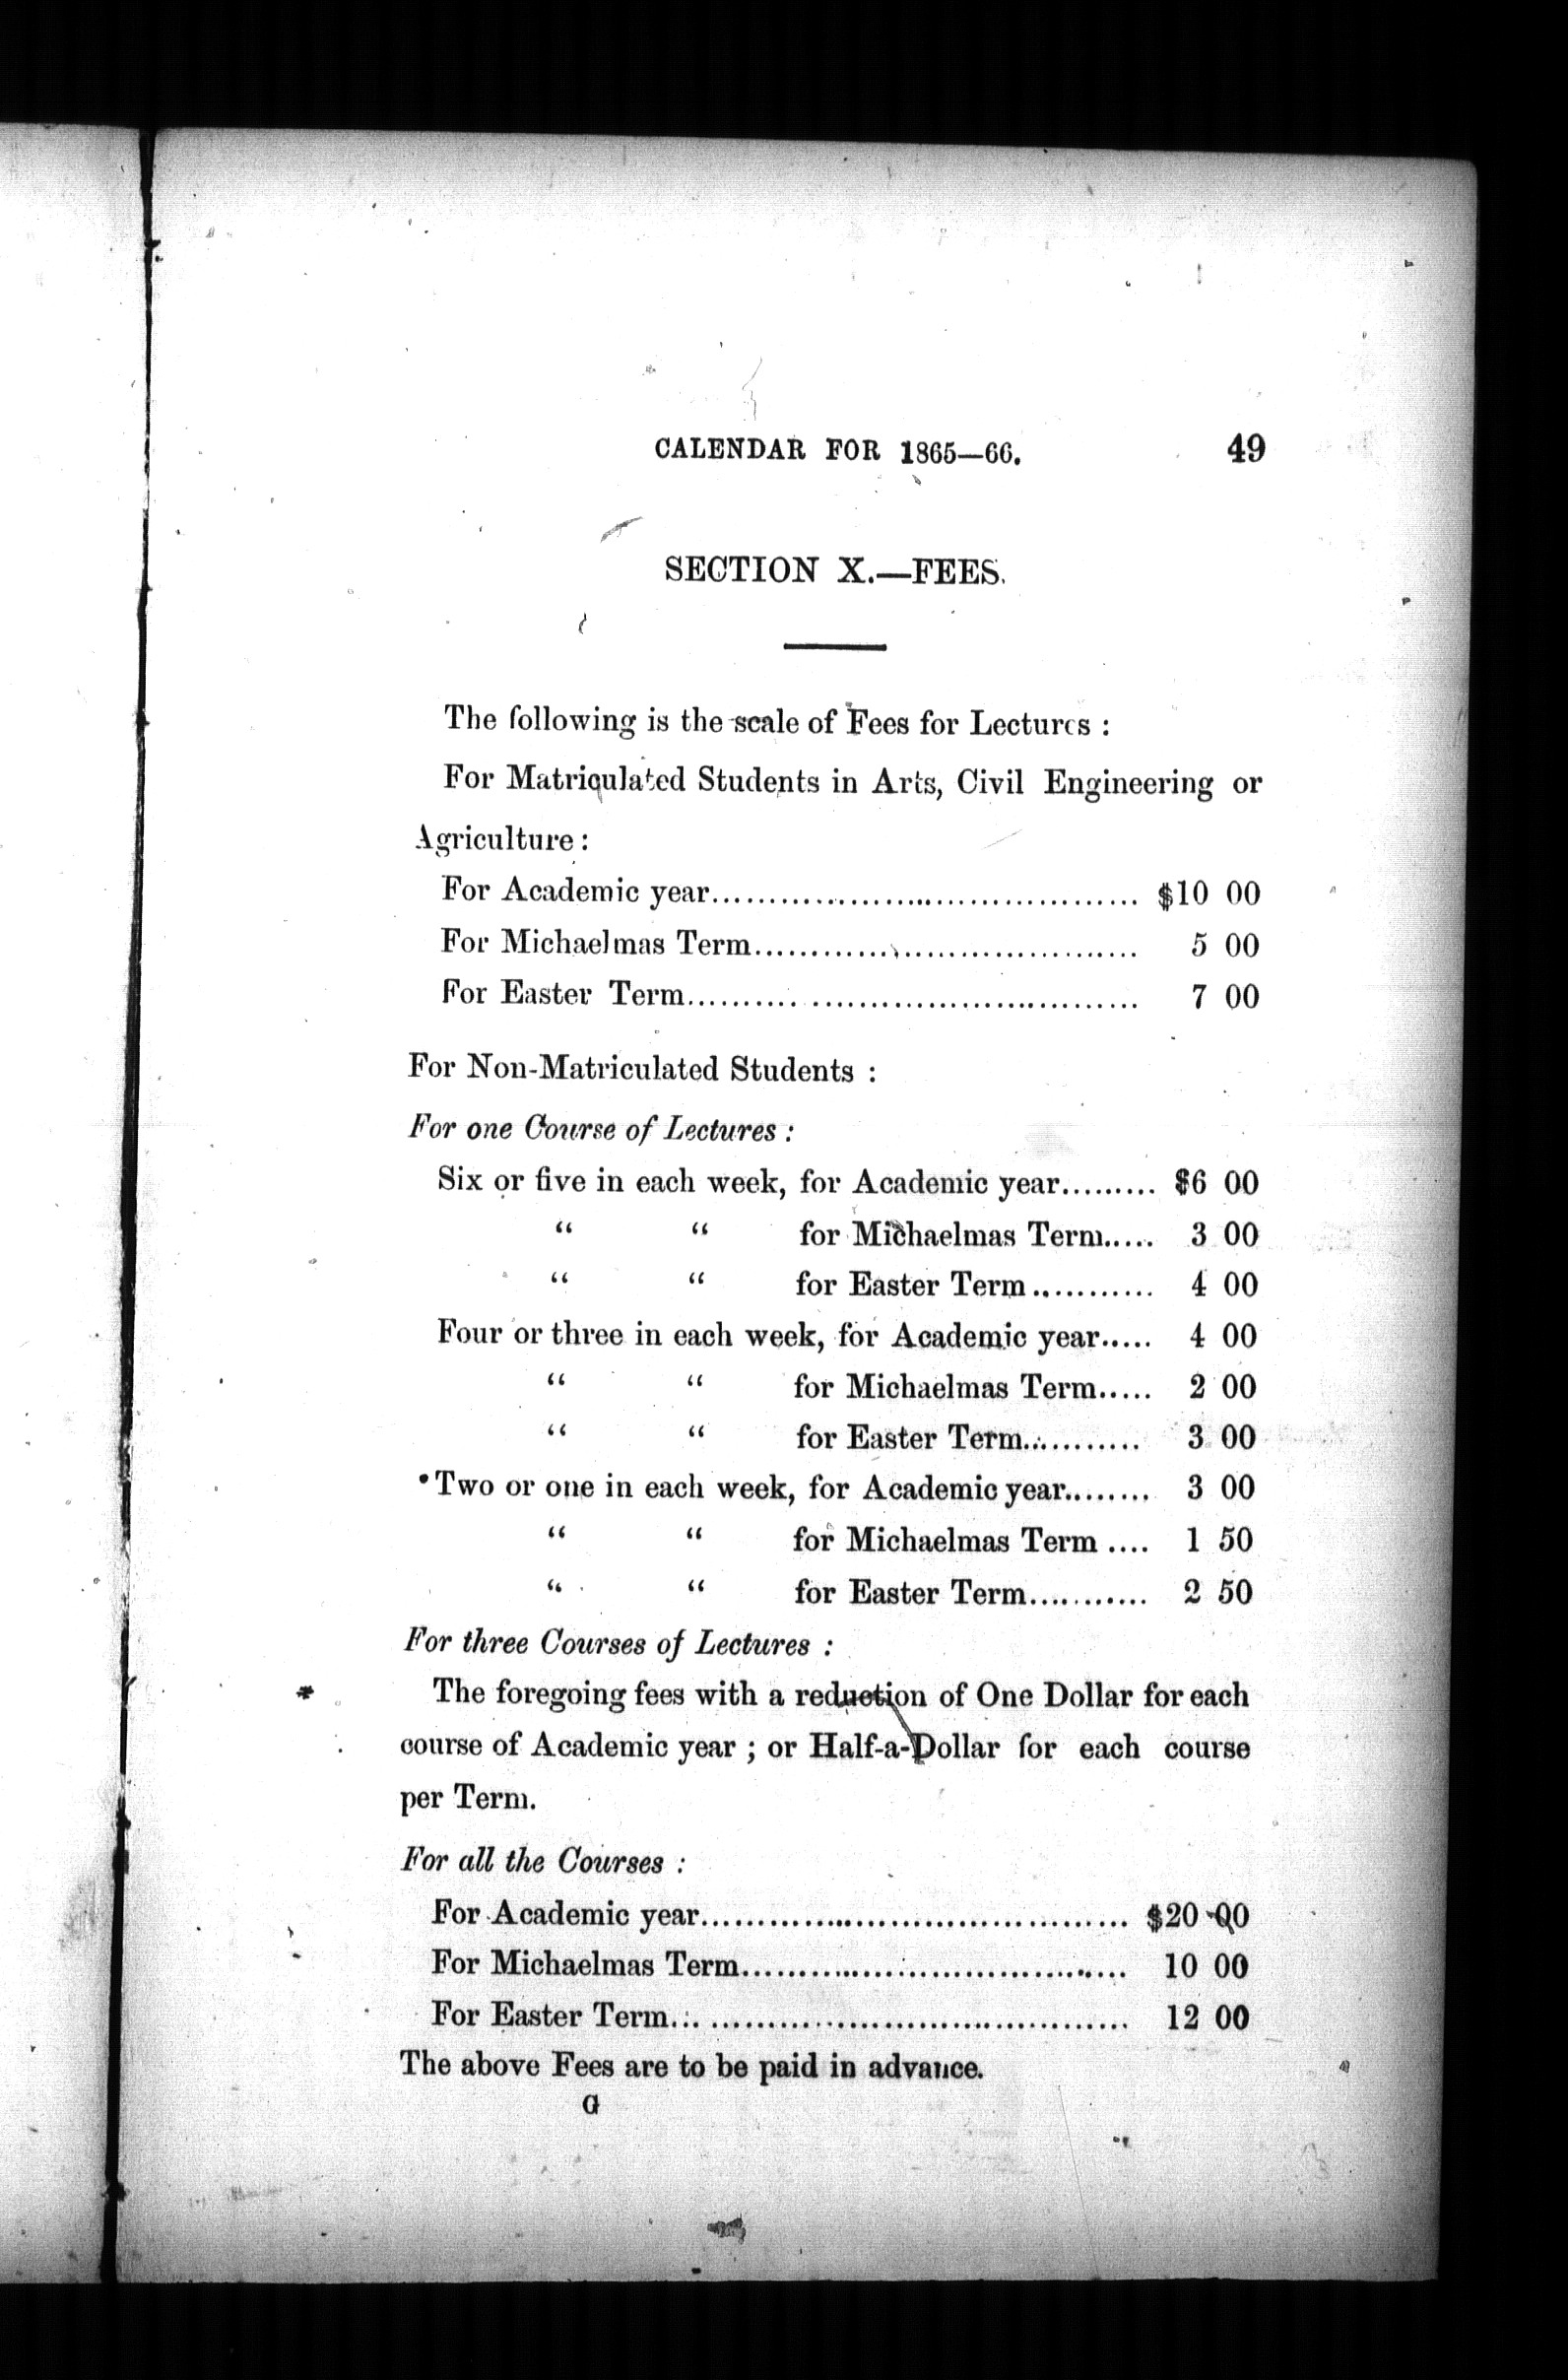 CALENDAR FOR 1865—66. 49
SECTION X.—FEES.
The following is the scale of Fees for Lectures :
For Matriculated Students in Arts, Civil Engineering or
Agriculture :
For Academic year........................................ $10 00
For Michaelmas Term........................................ 5 00
For Easter Term........................................ 7 00
For Non-Matriculated Students :
For one Course of Lectures :
Six or five in each week, for Academic year......... $6 00
“ “ for Michaelmas Term..... 3 00
“ “ for Easter Term........... 4 00
Four or three in each week, for Academic year..... 4 00
“ “ for Michaelmas Term..... 2 00
“ “ for Easter Term........... 3 00
Two or one in each week, for Academic year........ 3 00
“ “ for Michaelmas Term .... 1 50
“ “ for Easter Term........... 2 50
For three Courses of Lectures :
The foregoing fees with a reduction of One Dollar for each
course of Academic year ; or Half-a-Dollar for each course
per Term.
For all the Courses :
For Academic year........................................ $20 00
For Michaelmas Term........................................ 10 00
For Easter Term........................................ 12 00
The above Fees are to be paid in advance.
G